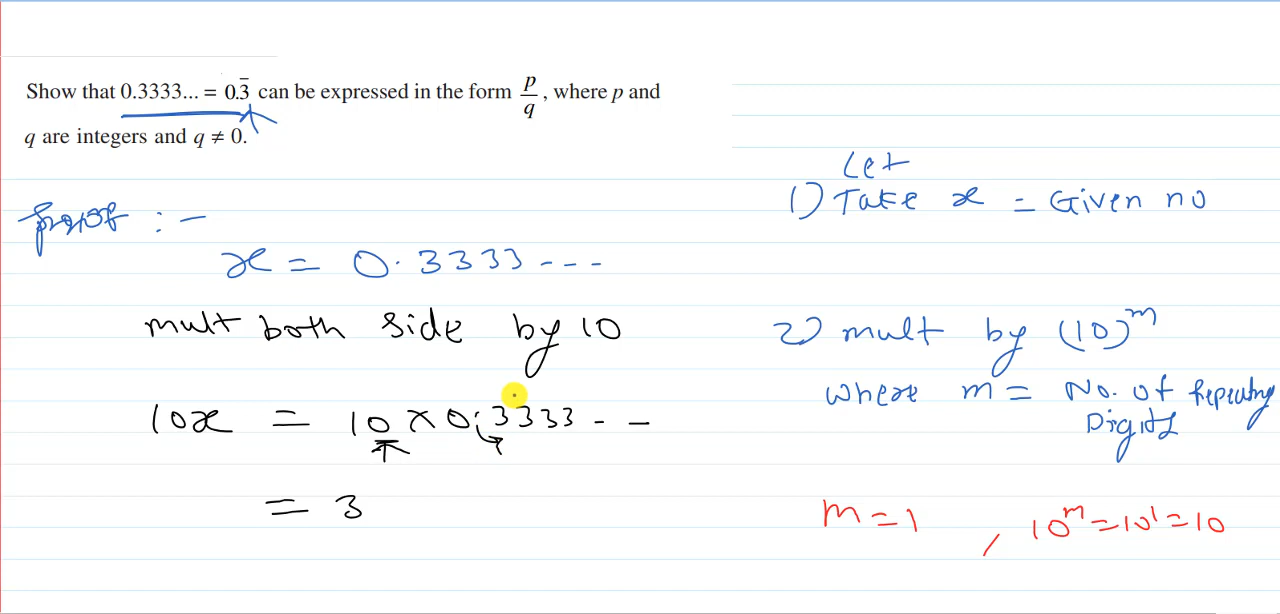 Show that 0.3333... = 0.3̅ can be expressed in the form p/q, where p and
q are integers and q ≠ 0.
Proof :-
x = 0.3333---
mult both side by 10
10x = 10 × 0.3333--
= 3
Let
1) Take x = Given no
2) mult by (10)^m
where m = No. of Repeating
Digits
m = 1 , 10^m = 10^1 = 10